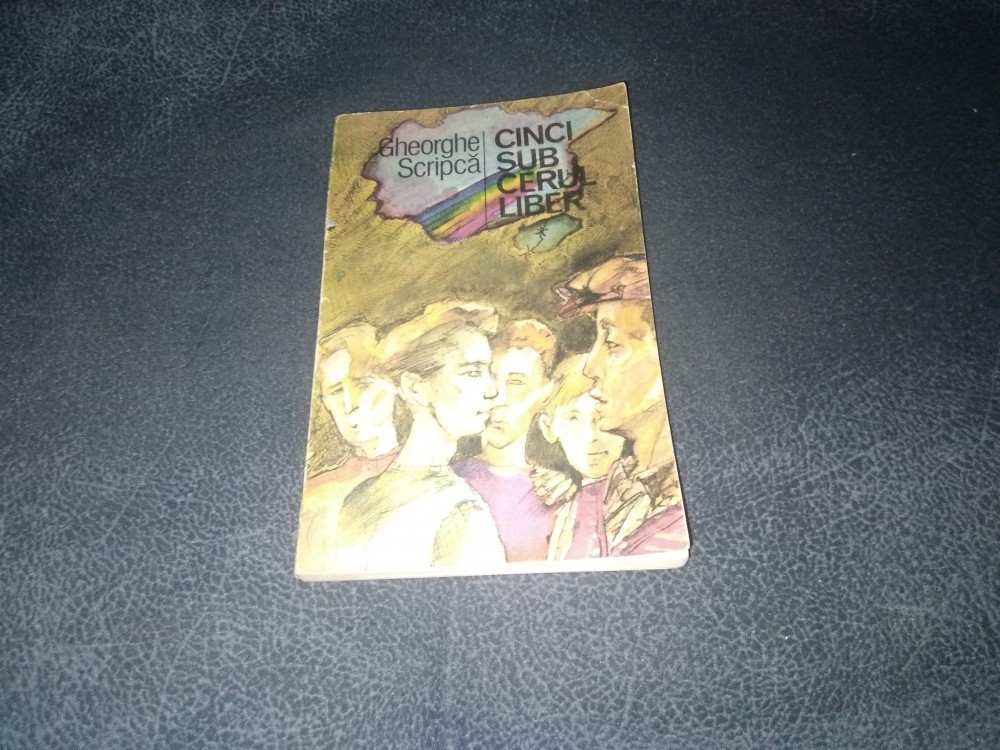 Gheorghe
Scripcă
CINCI
SUB
CERUL
LIBER